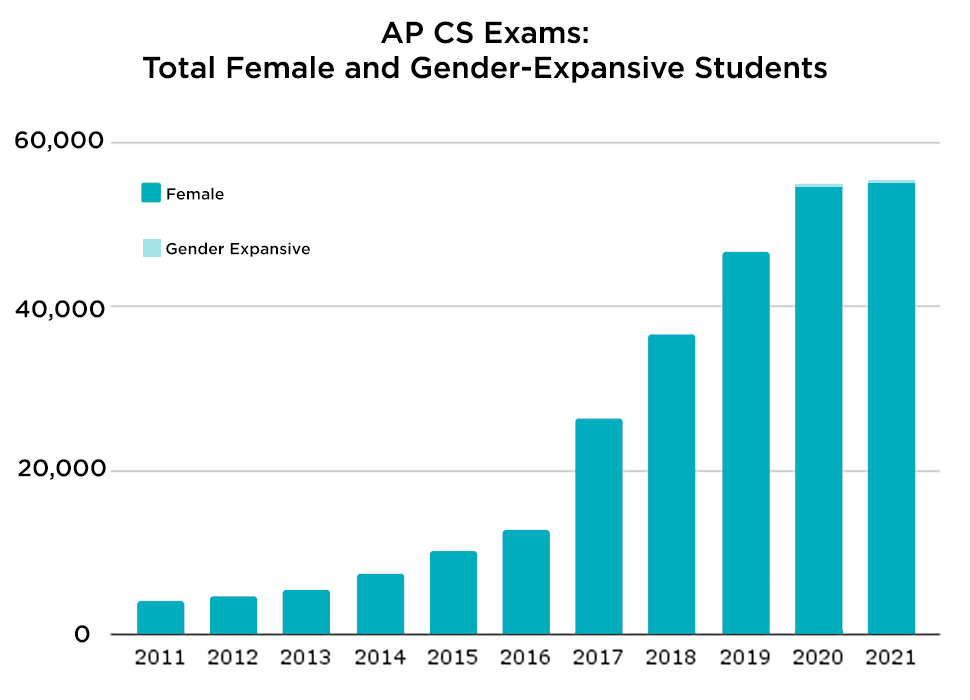 AP CS Exams:
Total Female and Gender-Expansive Students
60,000
Female
Gender Expansive
40,000
20,000
0
2011 2012 2013 2014 2015 2016 2017 2018 2019 2020 2021